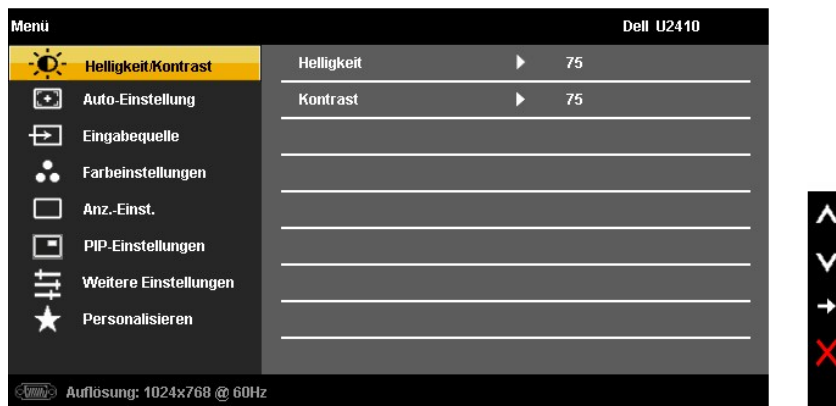 Menü
Dell U2410
Helligkeit/Kontrast
Auto-Einstellung
Eingabequelle
Farbeinstellungen
Anz.-Einst.
PIP-Einstellungen
Weitere Einstellungen
Personalisieren
Helligkeit 75
Kontrast 75
Auflösung: 1024x768 @ 60Hz